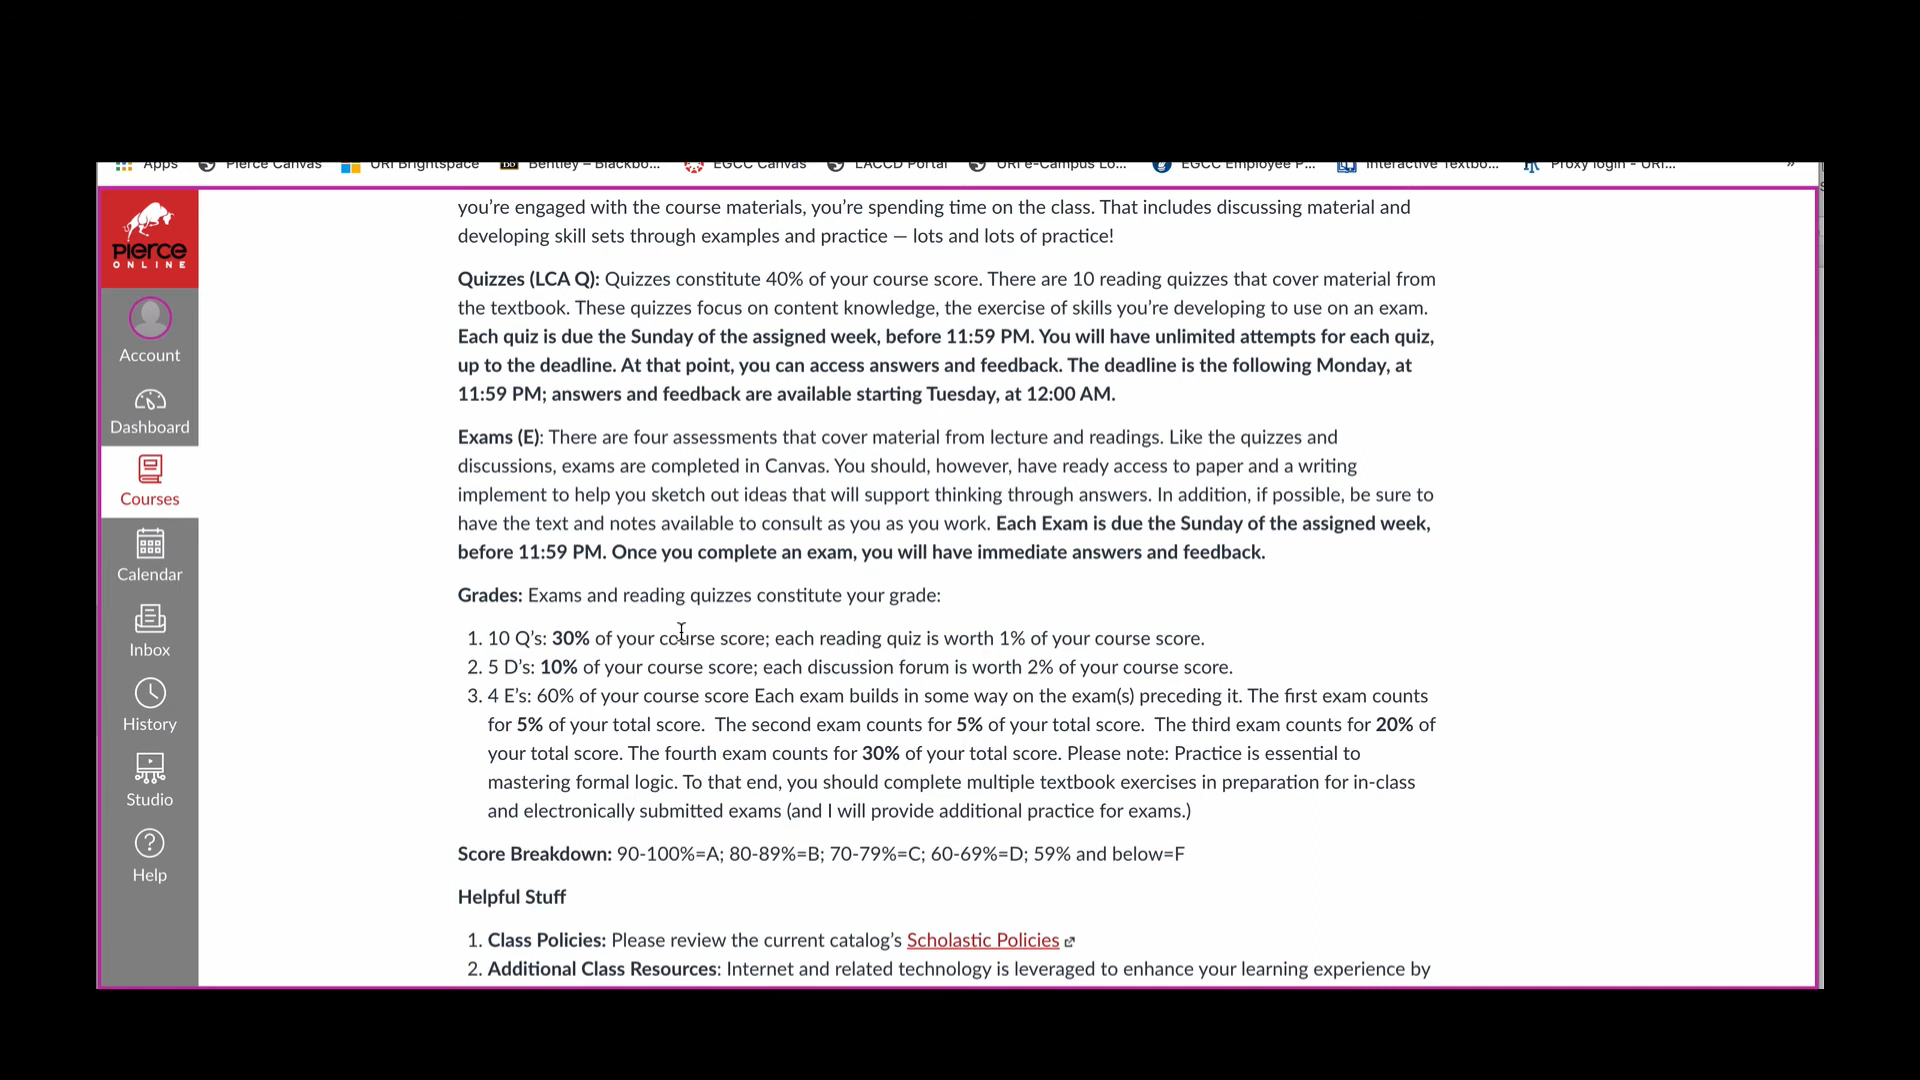 Apps Pierce Canvas URI Brightspace Bentley – Blackbo... EGCC Canvas LACCD Portal URI e-Campus Lo... EGCC Employee P... Interactive Textbo... Proxy login – URI... »
PIERCE
ONLINE
Account
Dashboard
Courses
Calendar
Inbox
History
Studio
Help
you’re engaged with the course materials, you’re spending time on the class. That includes discussing material and
developing skill sets through examples and practice — lots and lots of practice!
Quizzes (LCA Q): Quizzes constitute 40% of your course score. There are 10 reading quizzes that cover material from
the textbook. These quizzes focus on content knowledge, the exercise of skills you’re developing to use on an exam.
Each quiz is due the Sunday of the assigned week, before 11:59 PM. You will have unlimited attempts for each quiz,
up to the deadline. At that point, you can access answers and feedback. The deadline is the following Monday, at
11:59 PM; answers and feedback are available starting Tuesday, at 12:00 AM.
Exams (E): There are four assessments that cover material from lecture and readings. Like the quizzes and
discussions, exams are completed in Canvas. You should, however, have ready access to paper and a writing
implement to help you sketch out ideas that will support thinking through answers. In addition, if possible, be sure to
have the text and notes available to consult as you as you work. Each Exam is due the Sunday of the assigned week,
before 11:59 PM. Once you complete an exam, you will have immediate answers and feedback.
Grades: Exams and reading quizzes constitute your grade:
1. 10 Q’s: 30% of your course score; each reading quiz is worth 1% of your course score.
2. 5 D’s: 10% of your course score; each discussion forum is worth 2% of your course score.
3. 4 E’s: 60% of your course score Each exam builds in some way on the exam(s) preceding it. The first exam counts
for 5% of your total score. The second exam counts for 5% of your total score. The third exam counts for 20% of
your total score. The fourth exam counts for 30% of your total score. Please note: Practice is essential to
mastering formal logic. To that end, you should complete multiple textbook exercises in preparation for in-class
and electronically submitted exams (and I will provide additional practice for exams.)
Score Breakdown: 90-100%=A; 80-89%=B; 70-79%=C; 60-69%=D; 59% and below=F
Helpful Stuff
1. Class Policies: Please review the current catalog’s Scholastic Policies
2. Additional Class Resources: Internet and related technology is leveraged to enhance your learning experience by